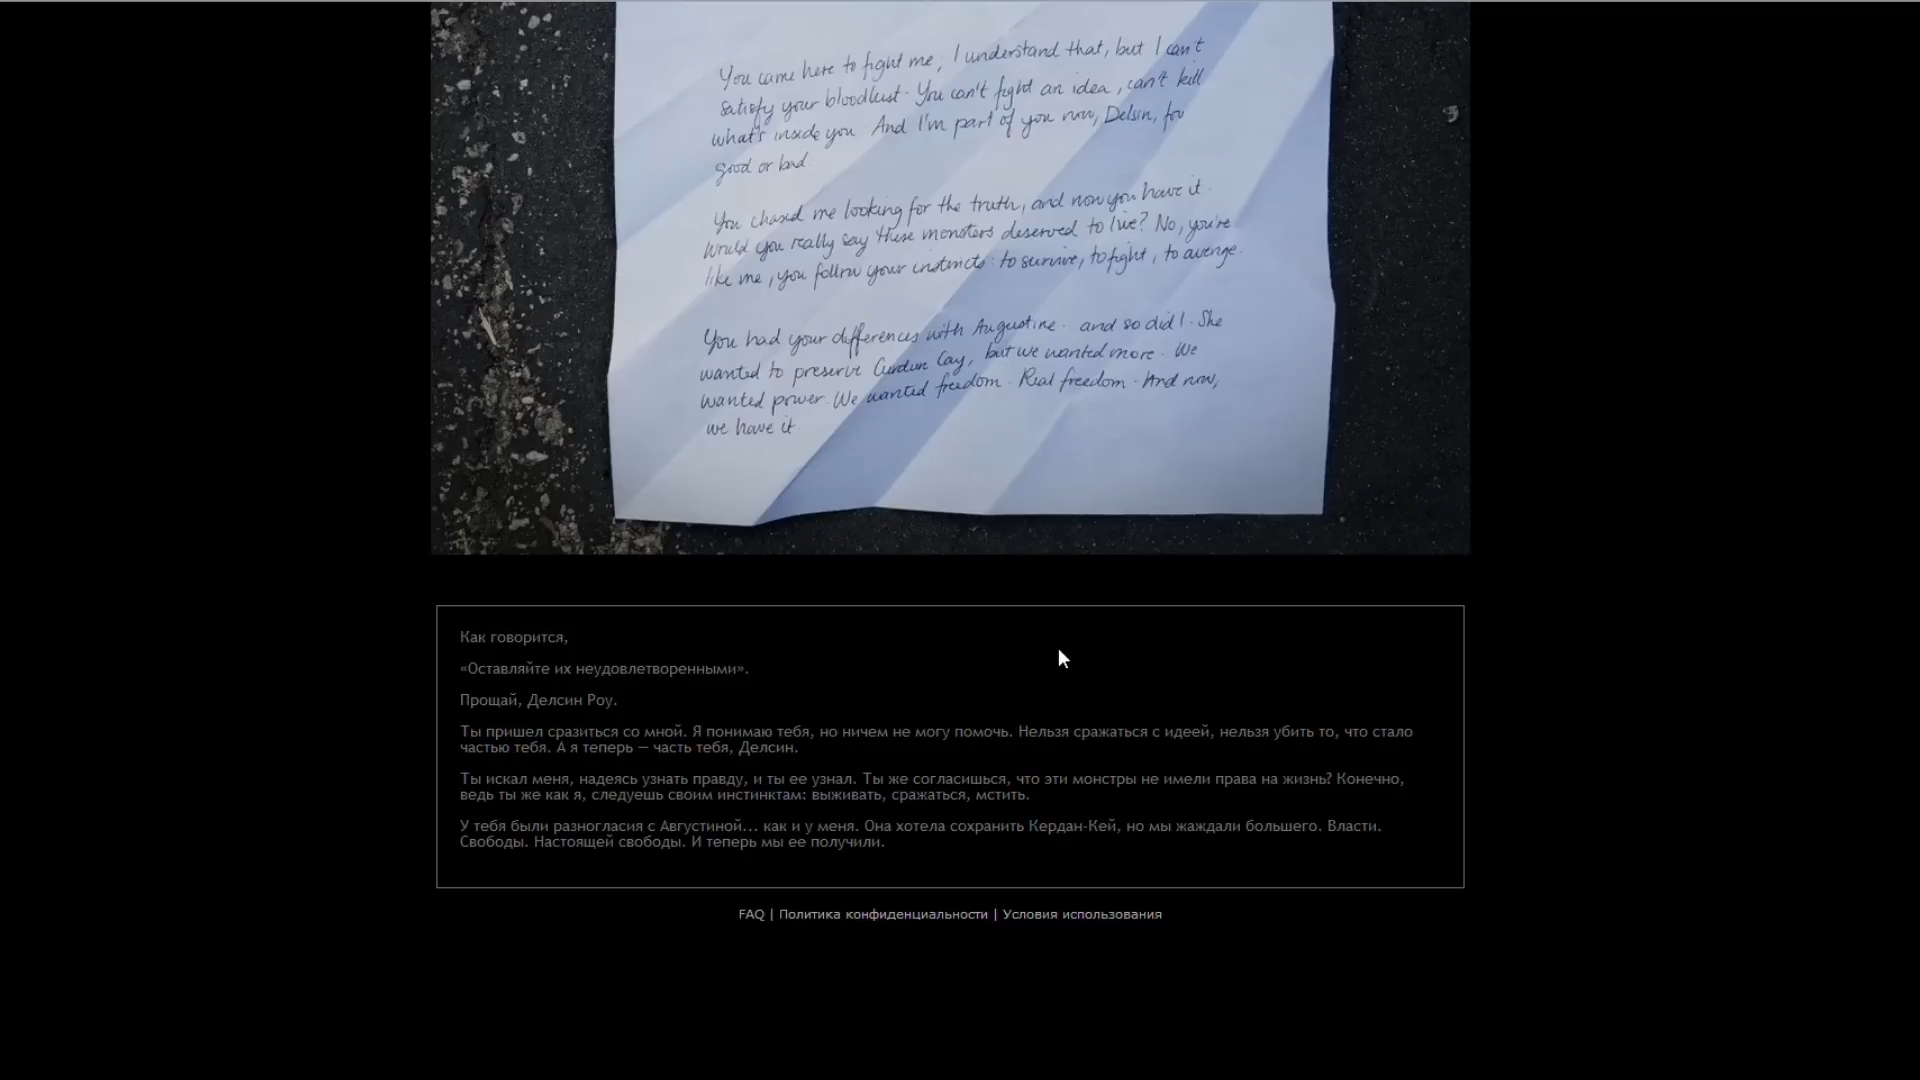 You came here to fight me, I understand that, but I can't
satisfy your bloodlust. You can't fight an idea, can't kill
what's inside you. And I'm part of you now, Delsin, for
good or bad.
You chased me looking for the truth, and now you have it.
Would you really say these monsters deserved to live? No, you're
like me, you follow your instincts: to survive, to fight, to avenge.
You had your differences with Augustine... and so did I. She
wanted to preserve Curdun Cay, but we wanted more. We
wanted power. We wanted freedom. Real freedom. And now,
we have it.
Как говорится,
«Оставляйте их неудовлетворенными».
Прощай, Делсин Роу.
Ты пришел сразиться со мной. Я понимаю тебя, но ничем не могу помочь. Нельзя сражаться с идеей, нельзя убить то, что стало
частью тебя. А я теперь — часть тебя, Делсин.
Ты искал меня, надеясь узнать правду, и ты ее узнал. Ты же согласишься, что эти монстры не имели права на жизнь? Конечно,
ведь ты же как я, следуешь своим инстинктам: выживать, сражаться, мстить.
У тебя были разногласия с Августиной... как и у меня. Она хотела сохранить Кердан-Кей, но мы жаждали большего. Власти.
Свободы. Настоящей свободы. И теперь мы ее получили.
FAQ | Политика конфиденциальности | Условия использования